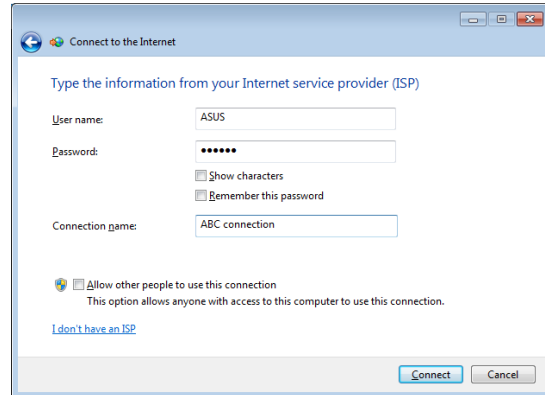 Connect to the Internet
Type the information from your Internet service provider (ISP)
User name: ASUS
Password: ••••••
Show characters
Remember this password
Connection name: ABC connection
Allow other people to use this connection
This option allows anyone with access to this computer to use this connection.
I don't have an ISP
Connect Cancel